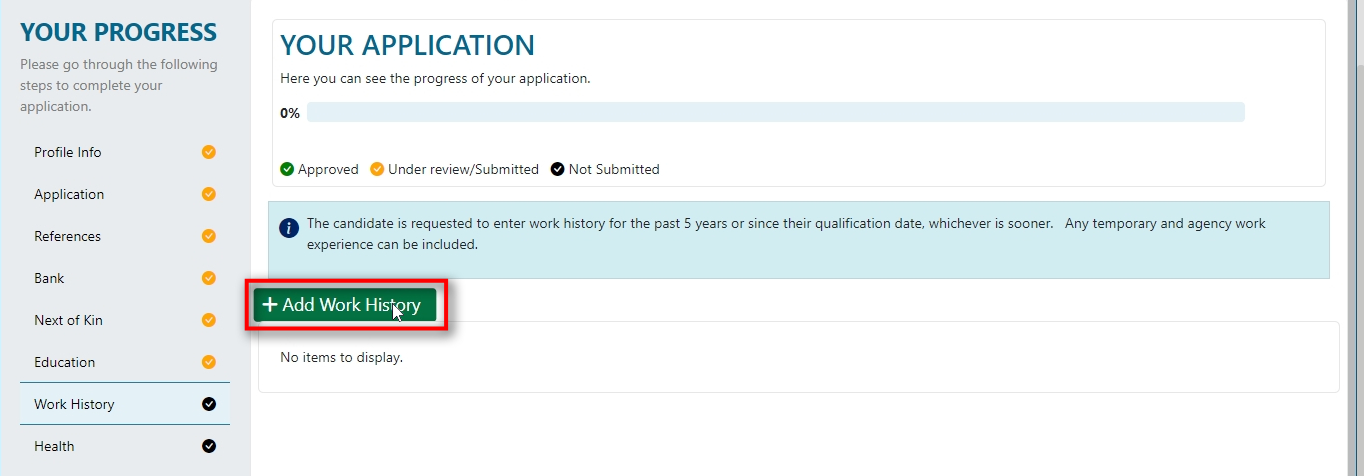 YOUR PROGRESS
Please go through the following
steps to complete your
application.
Profile Info
Application
References
Bank
Next of Kin
Education
Work History
Health
YOUR APPLICATION
Here you can see the progress of your application.
0%
Approved Under review/Submitted Not Submitted
The candidate is requested to enter work history for the past 5 years or since their qualification date, whichever is sooner. Any temporary and agency work
experience can be included.
+ Add Work History
No items to display.